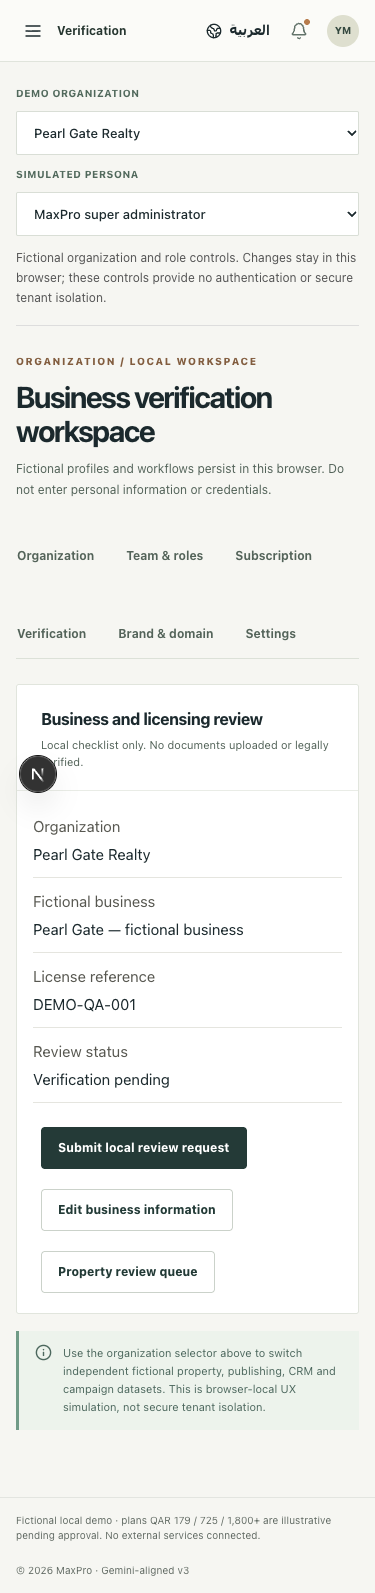 Verification
العربية
YM
DEMO ORGANIZATION
Pearl Gate Realty
SIMULATED PERSONA
MaxPro super administrator
Fictional organization and role controls. Changes stay in this
browser; these controls provide no authentication or secure
tenant isolation.
ORGANIZATION / LOCAL WORKSPACE
Business verification
workspace
Fictional profiles and workflows persist in this browser. Do
not enter personal information or credentials.
Organization Team & roles Subscription
Verification Brand & domain Settings
Business and licensing review
Local checklist only. No documents uploaded or legally
rified.
N
Organization
Pearl Gate Realty
Fictional business
Pearl Gate — fictional business
License reference
DEMO-QA-001
Review status
Verification pending
Submit local review request
Edit business information
Property review queue
Use the organization selector above to switch
independent fictional property, publishing, CRM and
campaign datasets. This is browser-local UX
simulation, not secure tenant isolation.
Fictional local demo · plans QAR 179 / 725 / 1,800+ are illustrative
pending approval. No external services connected.
© 2026 MaxPro · Gemini-aligned v3